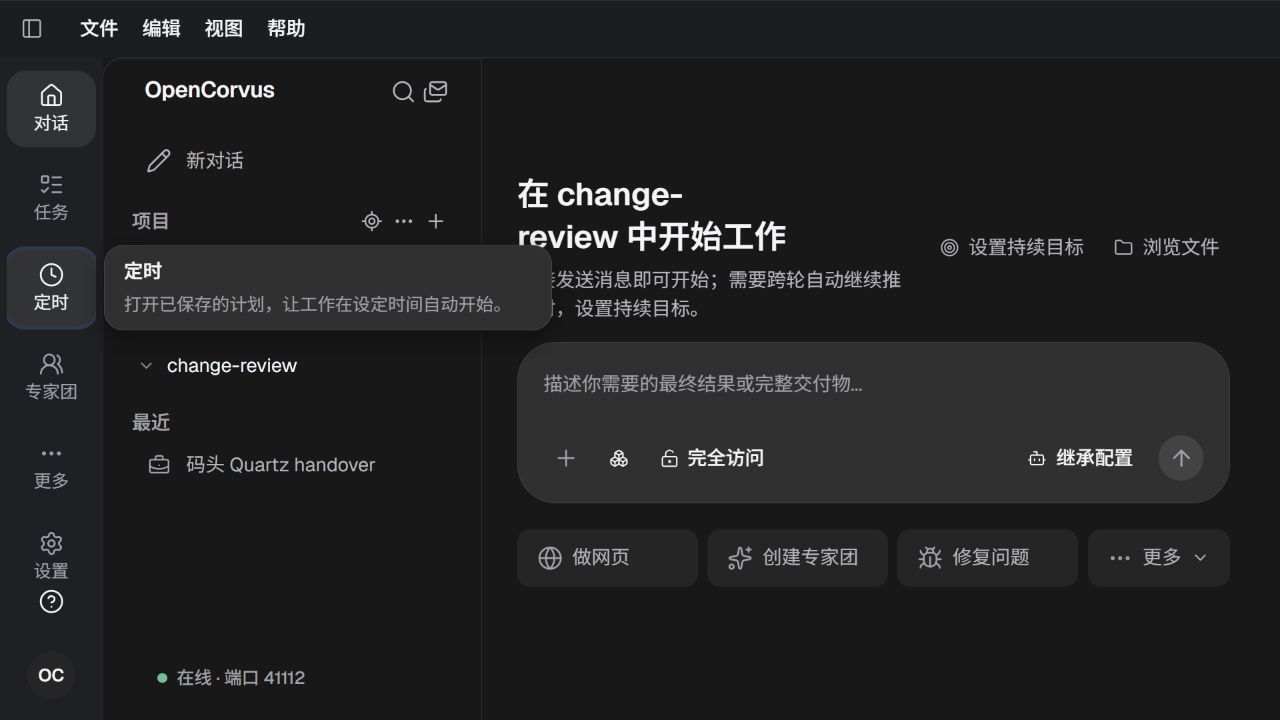 文件 编辑 视图 帮助
对话
任务
定时
专家团
更多
设置
OC
OpenCorvus
新对话
项目
定时
打开已保存的计划，让工作在设定时间自动开始。
change-review
最近
码头 Quartz handover
在线 · 端口 41112
在 change-
review 中开始工作
发送消息即可开始；需要跨轮自动继续推
，设置持续目标。
设置持续目标
浏览文件
描述你需要的最终结果或完整交付物...
完全访问
继承配置
做网页
创建专家团
修复问题
更多